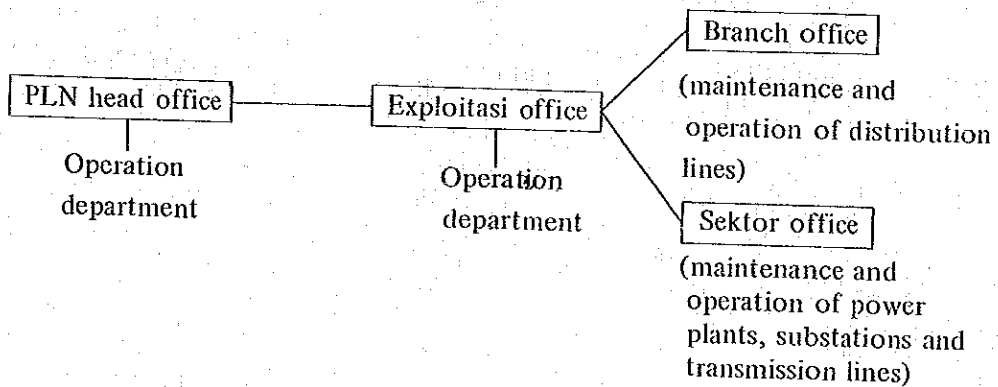 PLN head office
Operation
department
Exploitasi office
Operation
department
Branch office
(maintenance and
operation of distribution
lines)
Sektor office
(maintenance and
operation of power
plants, substations and
transmission lines)